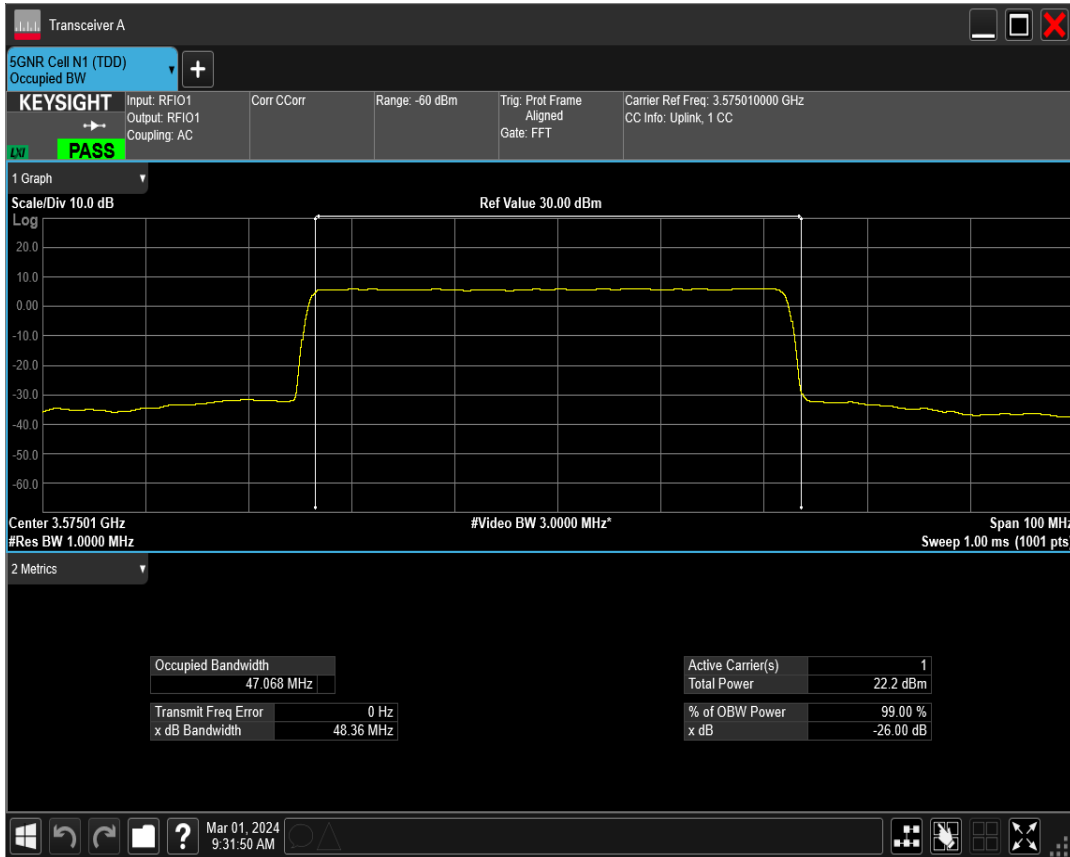 Transceiver A
5GNR Cell N1 (TDD)
Occupied BW
+
KEYSIGHT
LXI
PASS
Input: RFIO1
Output: RFIO1
Coupling: AC
Corr CCorr
Range: -60 dBm
Trig: Prot Frame
Aligned
Gate: FFT
Carrier Ref Freq: 3.575010000 GHz
CC Info: Uplink, 1 CC
1 Graph
Scale/Div 10.0 dB
Ref Value 30.00 dBm
Log
20.0
10.0
0.00
-10.0
-20.0
-30.0
-40.0
-50.0
-60.0
Center 3.57501 GHz
#Video BW 3.0000 MHz*
Span 100 MHz
#Res BW 1.0000 MHz
Sweep 1.00 ms (1001 pts)
2 Metrics
Occupied Bandwidth
47.068 MHz
Transmit Freq Error 0 Hz
x dB Bandwidth 48.36 MHz
Active Carrier(s) 1
Total Power 22.2 dBm
% of OBW Power 99.00 %
x dB -26.00 dB
?
Mar 01, 2024
9:31:50 AM